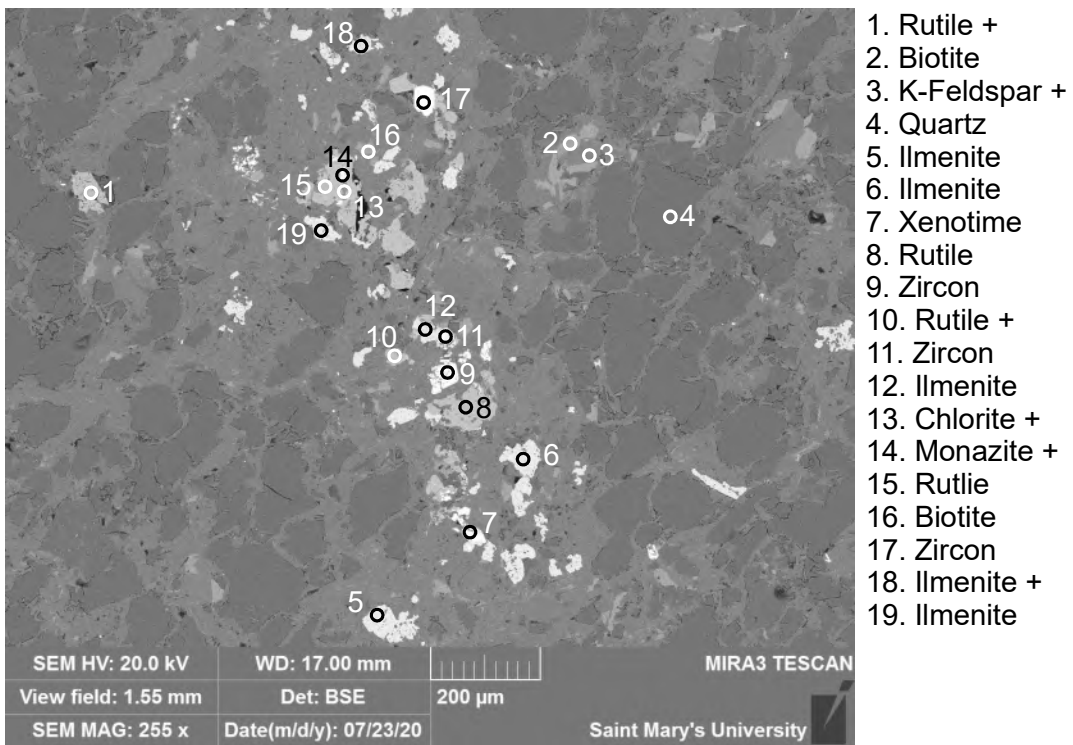 18
17
16
14
15
13
19
1
2
3
4
12
11
10
9
8
6
7
5
1. Rutile +
2. Biotite
3. K-Feldspar +
4. Quartz
5. Ilmenite
6. Ilmenite
7. Xenotime
8. Rutile
9. Zircon
10. Rutile +
11. Zircon
12. Ilmenite
13. Chlorite +
14. Monazite +
15. Rutlie
16. Biotite
17. Zircon
18. Ilmenite +
19. Ilmenite
SEM HV: 20.0 kV
WD: 17.00 mm
MIRA3 TESCAN
View field: 1.55 mm
Det: BSE
200 µm
SEM MAG: 255 x
Date(m/d/y): 07/23/20
Saint Mary's University